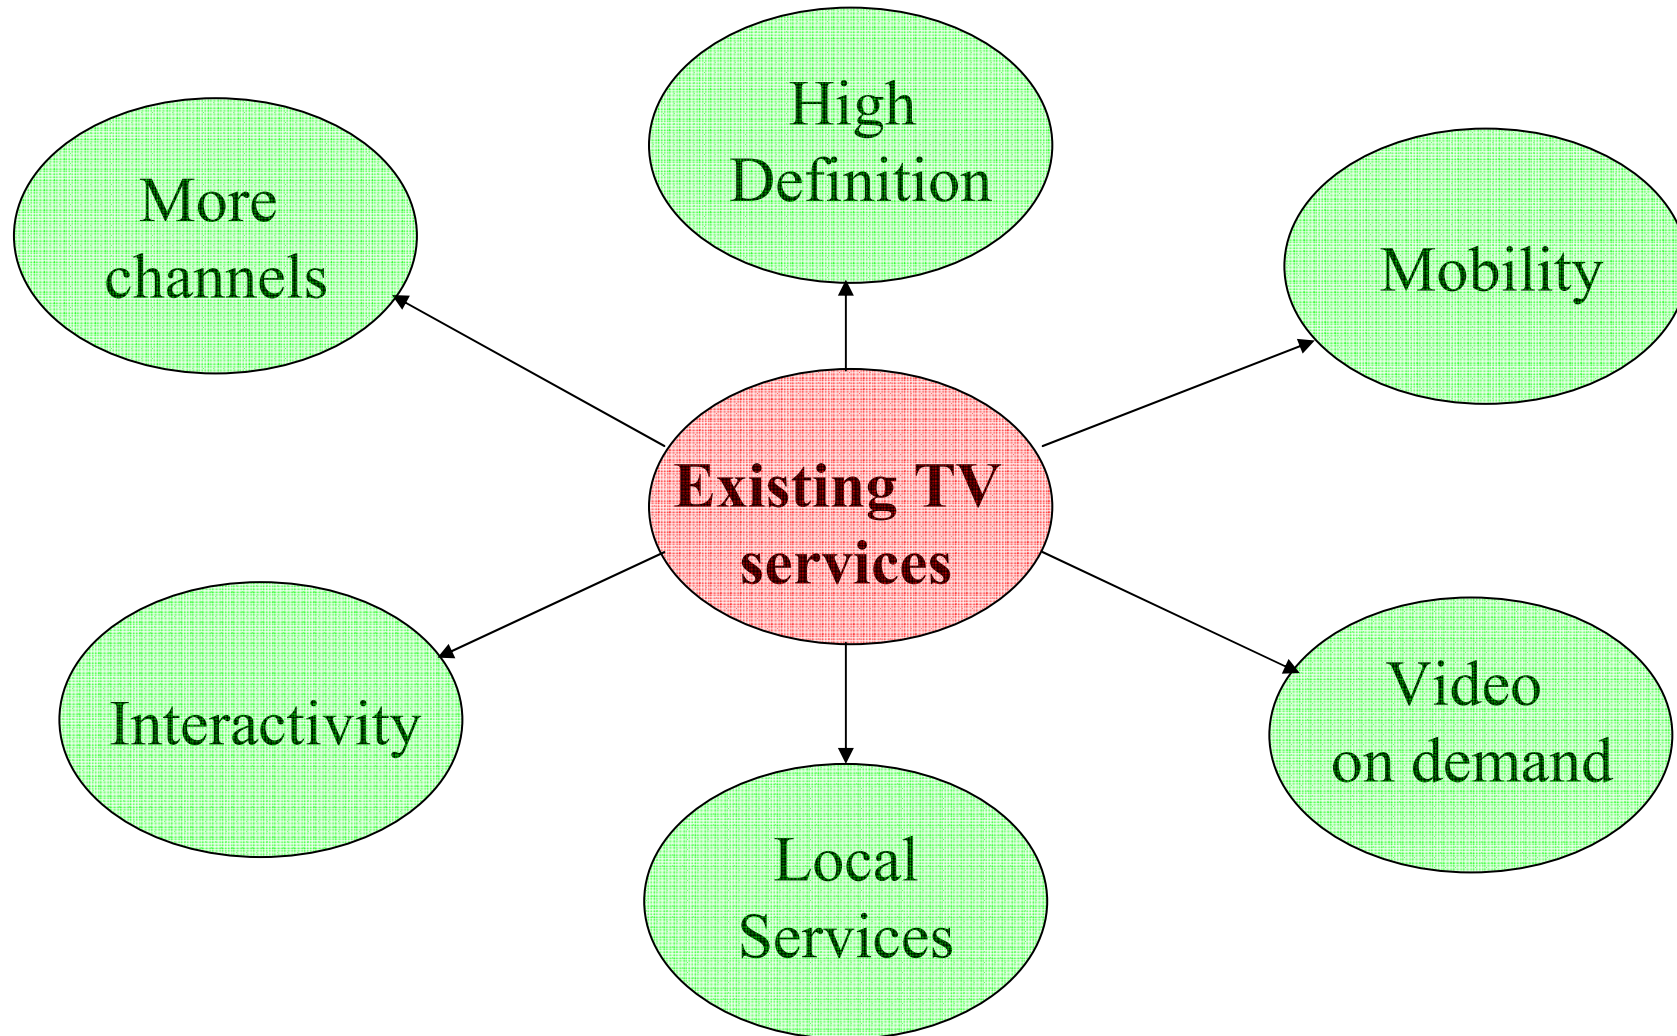 High
Definition
More
channels
Mobility
Existing TV
services
Interactivity
Video
on demand
Local
Services